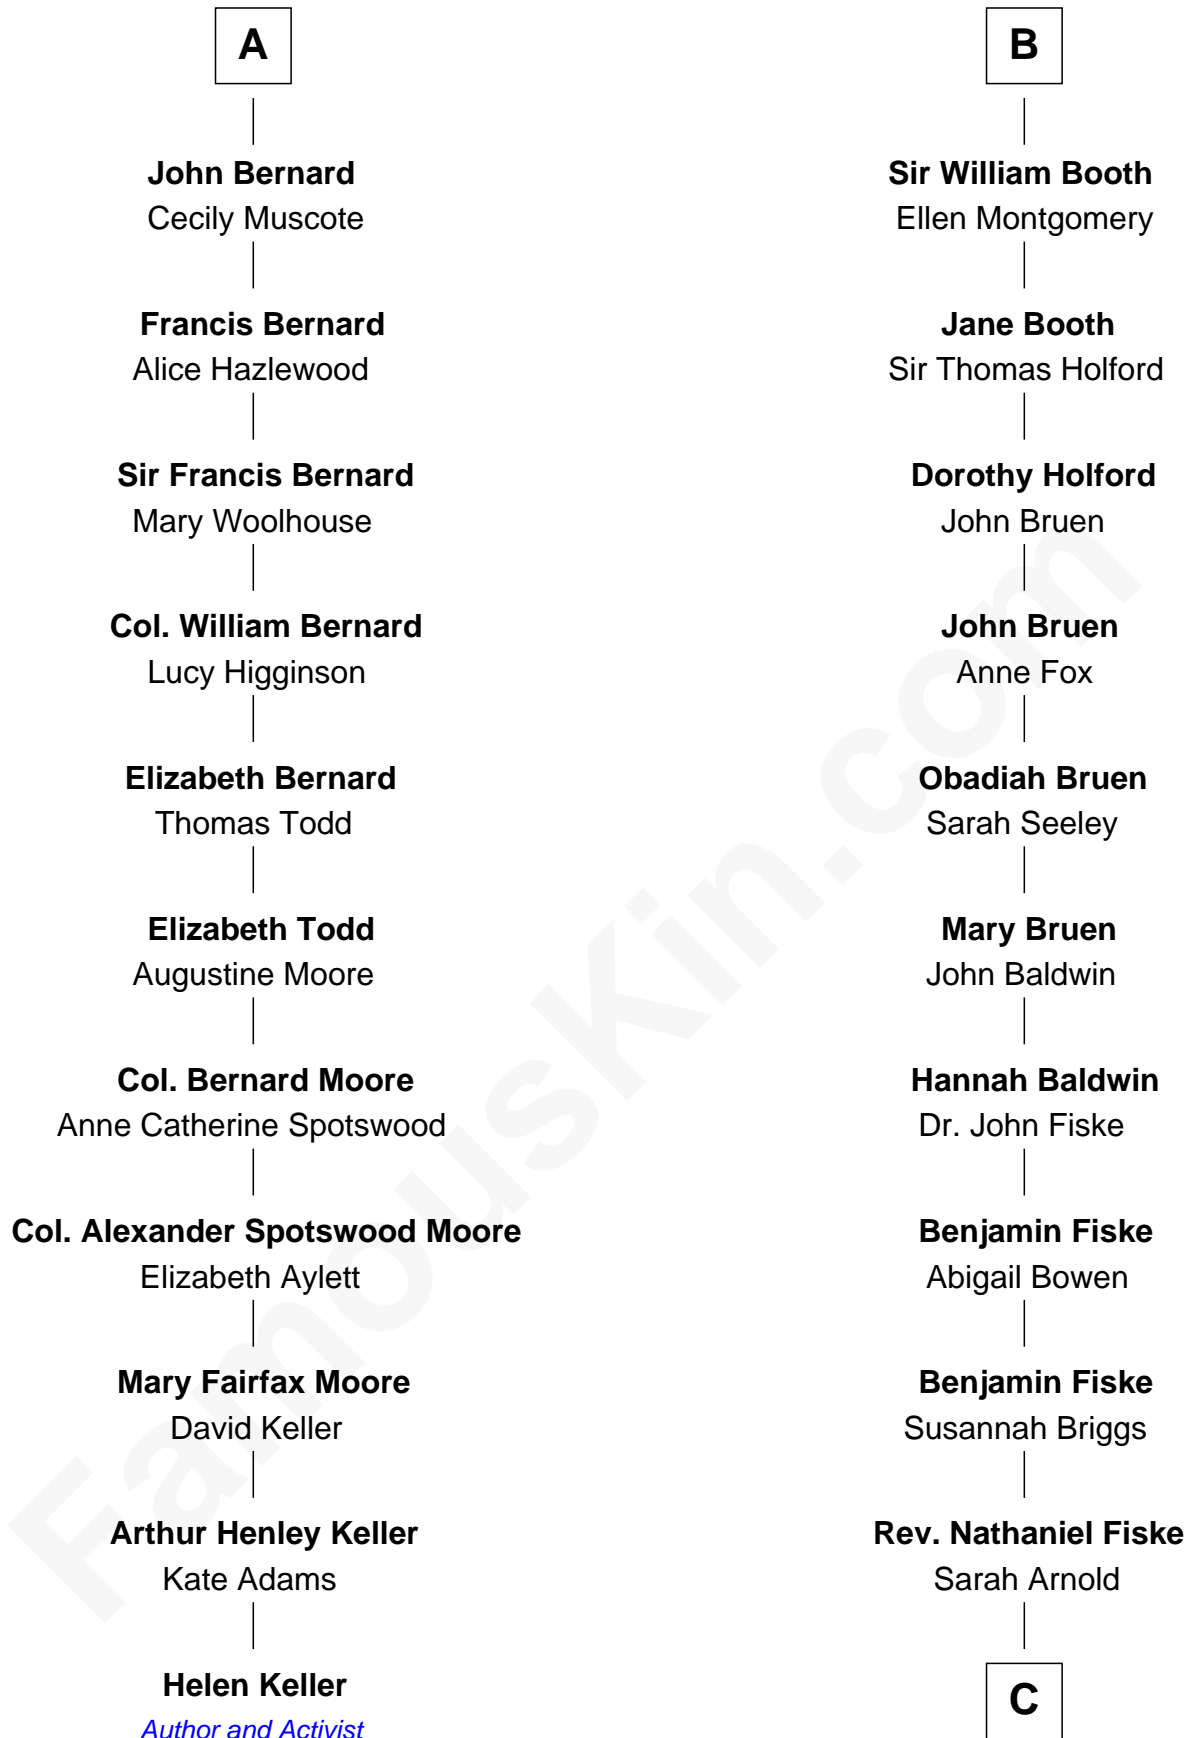 A
John Bernard
Cecily Muscote
Francis Bernard
Alice Hazlewood
Sir Francis Bernard
Mary Woolhouse
Col. William Bernard
Lucy Higginson
Elizabeth Bernard
Thomas Todd
Elizabeth Todd
Augustine Moore
Col. Bernard Moore
Anne Catherine Spotswood
Col. Alexander Spotswood Moore
Elizabeth Aylett
Mary Fairfax Moore
David Keller
Arthur Henley Keller
Kate Adams
Helen Keller
Author and Activist
B
Sir William Booth
Ellen Montgomery
Jane Booth
Sir Thomas Holford
Dorothy Holford
John Bruen
John Bruen
Anne Fox
Obadiah Bruen
Sarah Seeley
Mary Bruen
John Baldwin
Hannah Baldwin
Dr. John Fiske
Benjamin Fiske
Abigail Bowen
Benjamin Fiske
Susannah Briggs
Rev. Nathaniel Fiske
Sarah Arnold
C
FamousKin.com